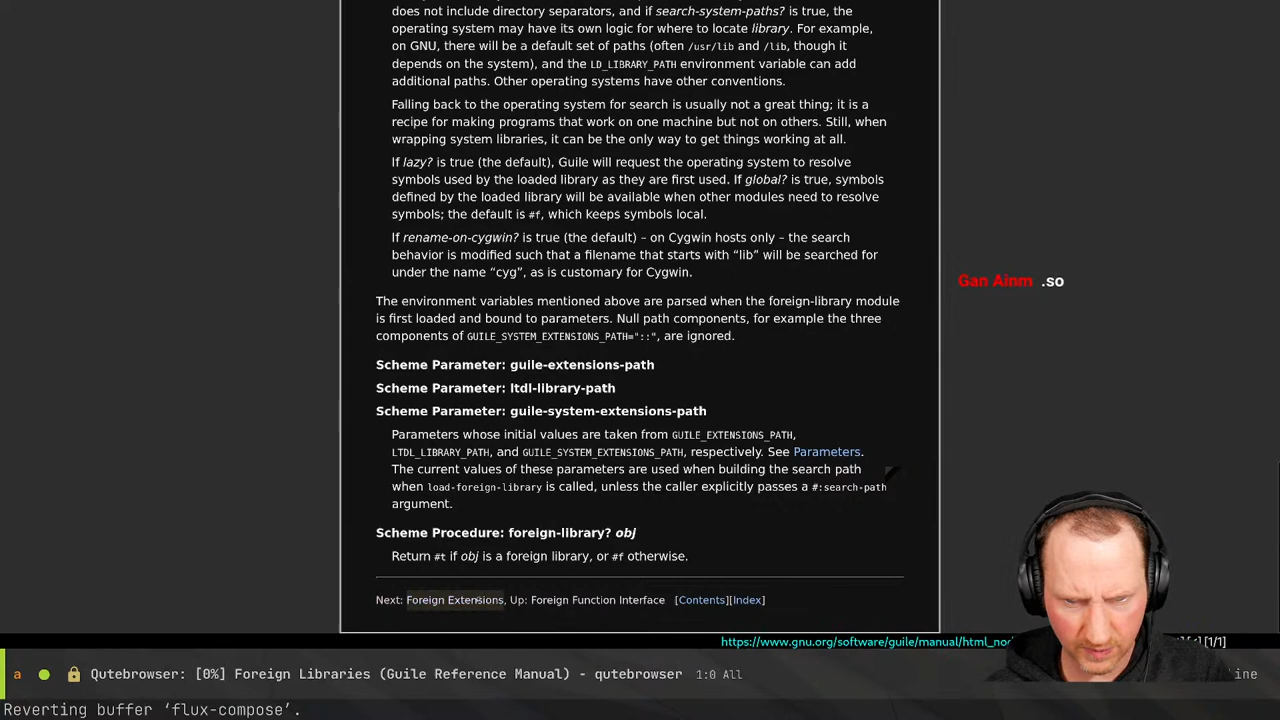 does not include directory separators, and if search-system-paths? is true, the
operating system may have its own logic for where to locate library. For example,
on GNU, there will be a default set of paths (often /usr/lib and /lib, though it
depends on the system), and the LD_LIBRARY_PATH environment variable can add
additional paths. Other operating systems have other conventions.
Falling back to the operating system for search is usually not a great thing; it is a
recipe for making programs that work on one machine but not on others. Still, when
wrapping system libraries, it can be the only way to get things working at all.
If lazy? is true (the default), Guile will request the operating system to resolve
symbols used by the loaded library as they are first used. If global? is true, symbols
defined by the loaded library will be available when other modules need to resolve
symbols; the default is #f, which keeps symbols local.
If rename-on-cygwin? is true (the default) – on Cygwin hosts only – the search
behavior is modified such that a filename that starts with “lib” will be searched for
under the name “cyg”, as is customary for Cygwin.
Gan Ainm .so
The environment variables mentioned above are parsed when the foreign-library module
is first loaded and bound to parameters. Null path components, for example the three
components of GUILE_SYSTEM_EXTENSIONS_PATH="::", are ignored.
Scheme Parameter: guile-extensions-path
Scheme Parameter: ltdl-library-path
Scheme Parameter: guile-system-extensions-path
Parameters whose initial values are taken from GUILE_EXTENSIONS_PATH,
LTDL_LIBRARY_PATH, and GUILE_SYSTEM_EXTENSIONS_PATH, respectively. See Parameters.
The current values of these parameters are used when building the search path
when load-foreign-library is called, unless the caller explicitly passes a #:search-path
argument.
Scheme Procedure: foreign-library? obj
Return #t if obj is a foreign library, or #f otherwise.
Next: Foreign Extensions, Up: Foreign Function Interface [Contents][Index]
https://www.gnu.org/software/guile/manual/html_no [1/1]
a Qutebrowser: [0%] Foreign Libraries (Guile Reference Manual) - qutebrowser 1:0 All ine
Reverting buffer ‘flux-compose’.